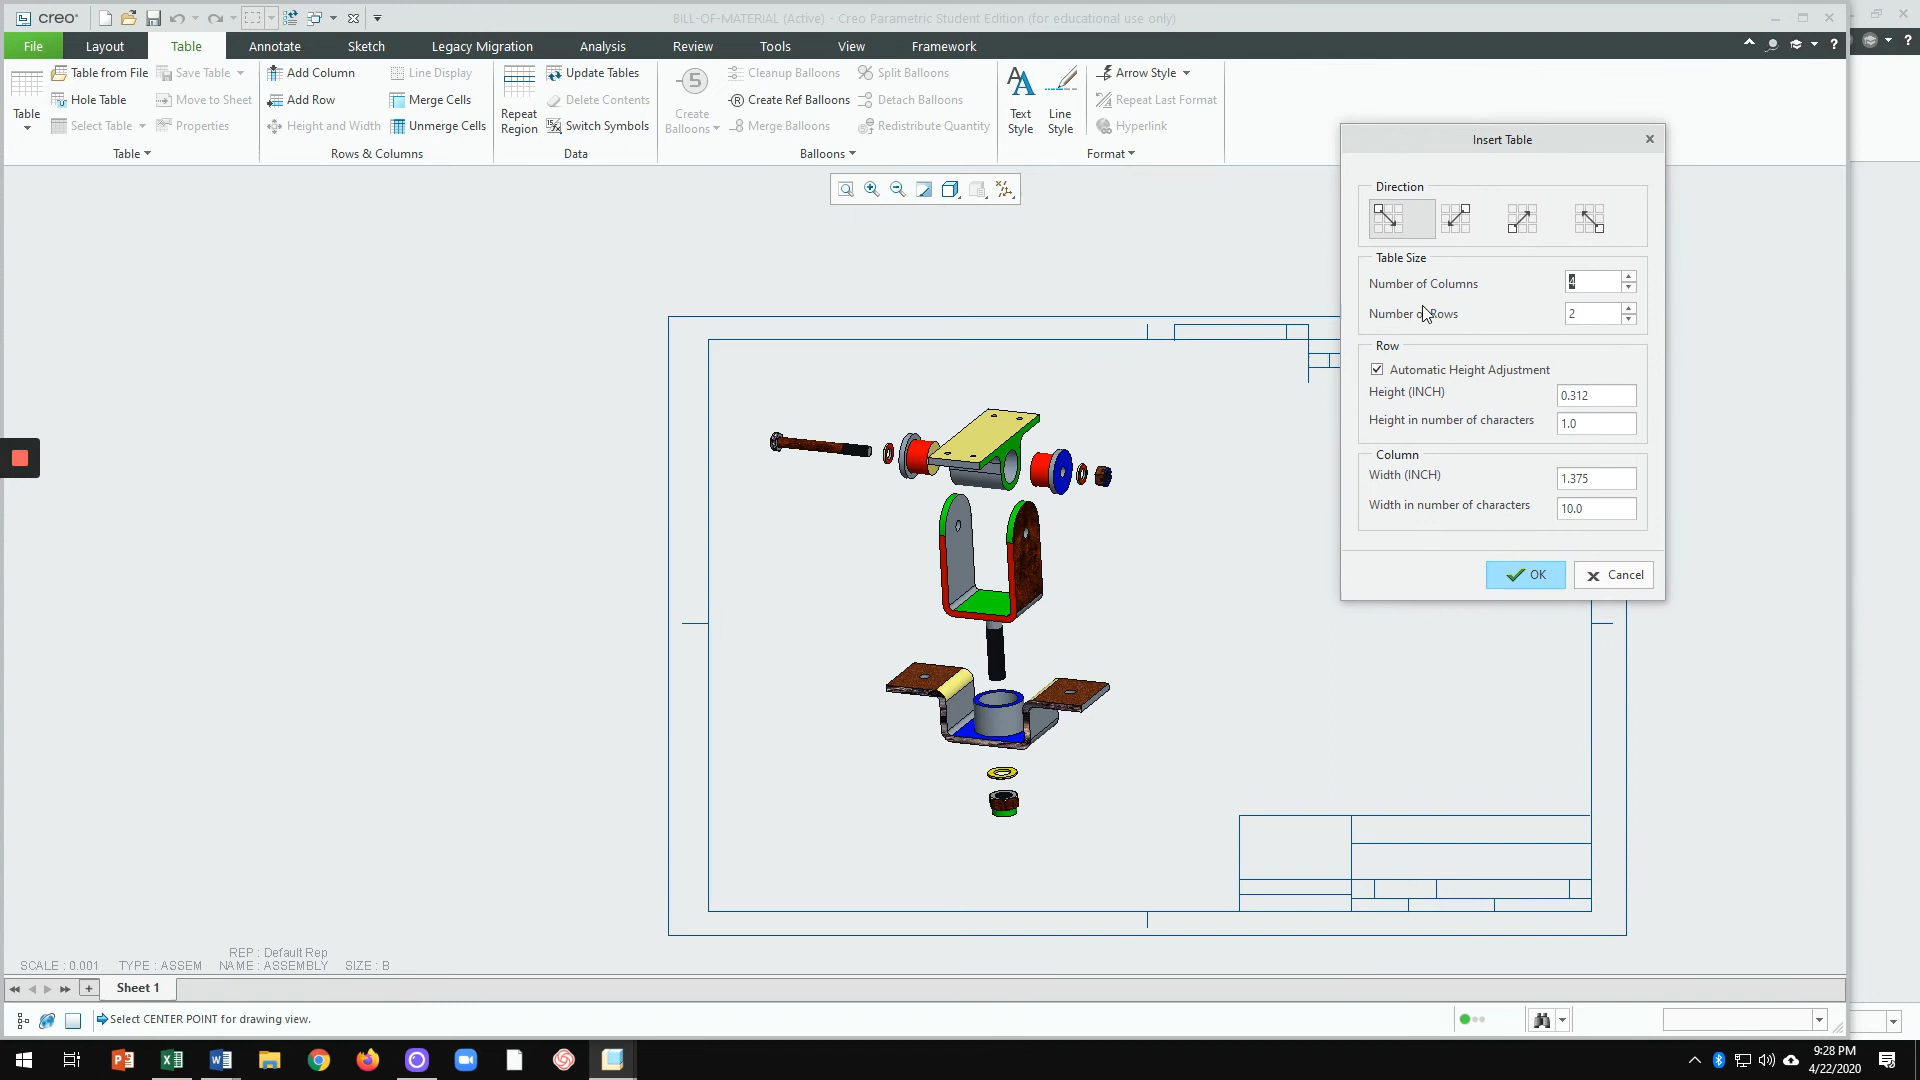 creo°
BILL-OF-MATERIAL (Active) - Creo Parametric Student Edition (for educational use only)
File Layout Table Annotate Sketch Legacy Migration Analysis Review Tools View Framework
Table
Table from File
Hole Table
Select Table
Save Table
Move to Sheet
Properties
Table
Add Column
Add Row
Height and Width
Line Display
Merge Cells
Unmerge Cells
Rows & Columns
Repeat Region
Update Tables
Delete Contents
Switch Symbols
Data
Create Balloons
Cleanup Balloons
Create Ref Balloons
Merge Balloons
Split Balloons
Detach Balloons
Redistribute Quantity
Balloons
Text Style
Line Style
Arrow Style
Repeat Last Format
Hyperlink
Format
Insert Table
Direction
Table Size
Number of Columns 4
Number of Rows 2
Row
Automatic Height Adjustment
Height (INCH) 0.312
Height in number of characters 1.0
Column
Width (INCH) 1.375
Width in number of characters 10.0
OK Cancel
REP : Default Rep
SCALE : 0.001 TYPE : ASSEM NAME : ASSEMBLY SIZE : B
Sheet 1
Select CENTER POINT for drawing view.
9:28 PM
4/22/2020